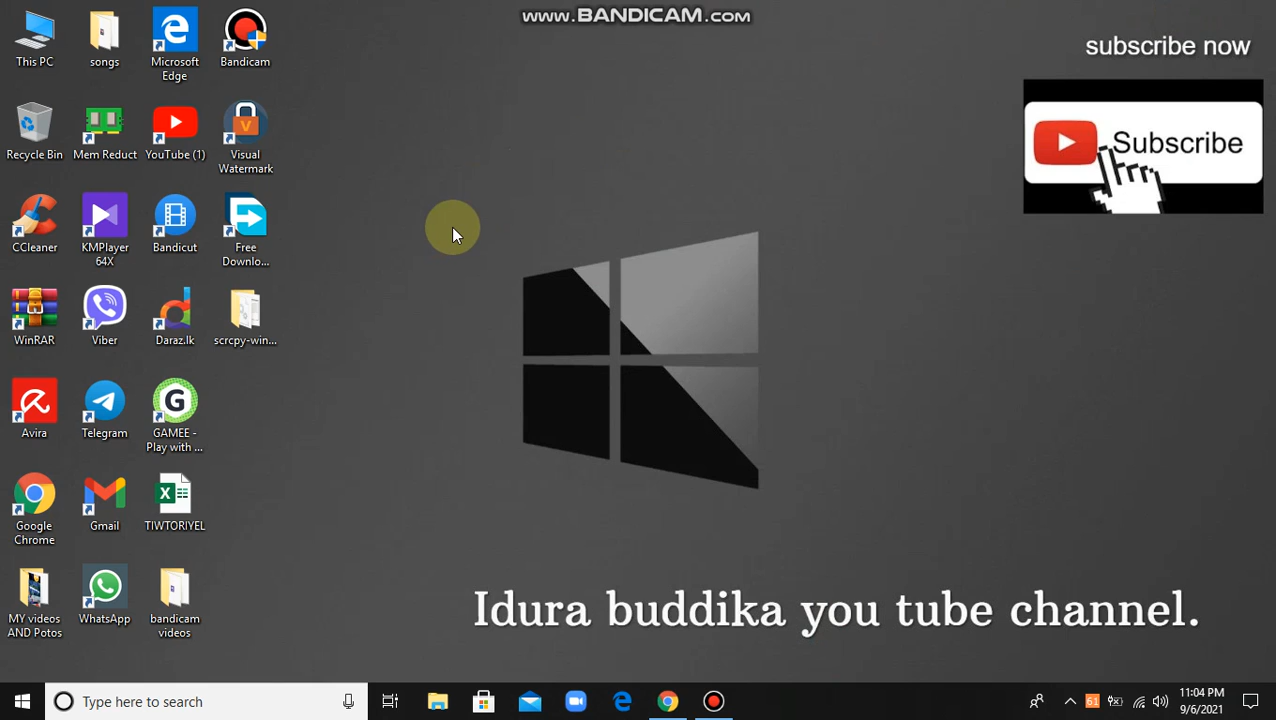 www.BANDICAM.com
subscribe now
Subscribe
This PC
songs
Microsoft
Edge
Bandicam
Recycle Bin
Mem Reduct
YouTube (1)
Visual
Watermark
CCleaner
KMPlayer
64X
Bandicut
Free
Downlo...
WinRAR
Viber
Daraz.lk
scrcpy-win...
Avira
Telegram
GAMEE -
Play with ...
Google
Chrome
Gmail
TIWTORIYEL
MY videos
AND Potos
WhatsApp
bandicam
videos
Idura buddika you tube channel.
Type here to search
61
11:04 PM
9/6/2021